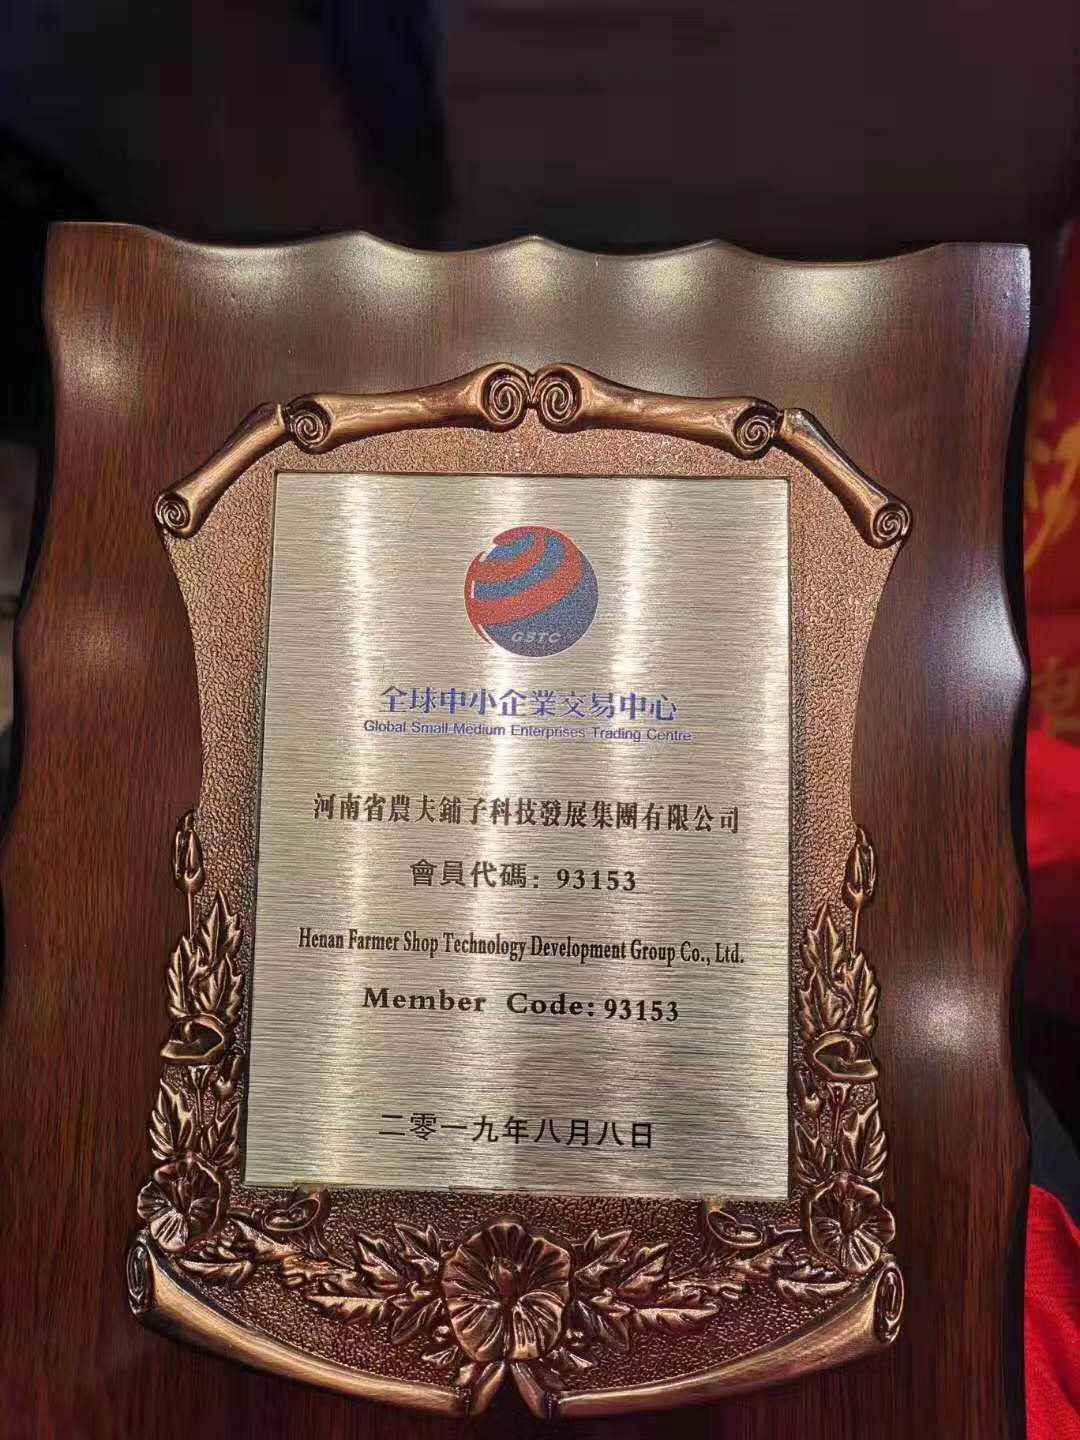 GSTC
全球中小企業交易中心
Global Small Medium Enterprises Trading Centre
河南省農夫鋪子科技發展集團有限公司
會員代碼: 93153
Henan Farmer Shop Technology Development Group Co., Ltd.
Member Code: 93153
二零一九年八月八日